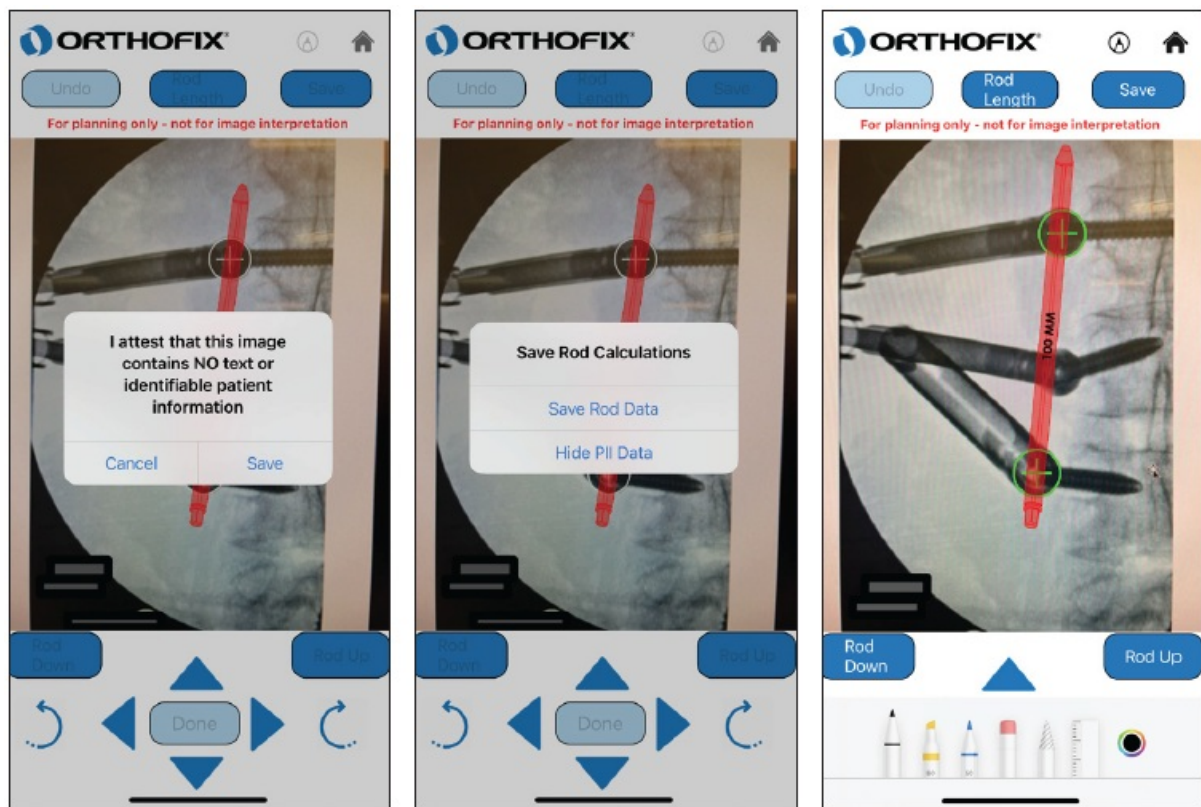 ORTHOFIX®
Undo
Rod
Length
Save
For planning only - not for image interpretation
I attest that this image
contains NO text or
identifiable patient
information
Cancel
Save
Rod
Down
Rod Up
Done
ORTHOFIX®
Undo
Rod
Length
Save
For planning only - not for image interpretation
Save Rod Calculations
Save Rod Data
Hide PII Data
Rod
Down
Rod Up
Done
ORTHOFIX®
Undo
Rod
Length
Save
For planning only - not for image interpretation
Rod
Down
Rod Up